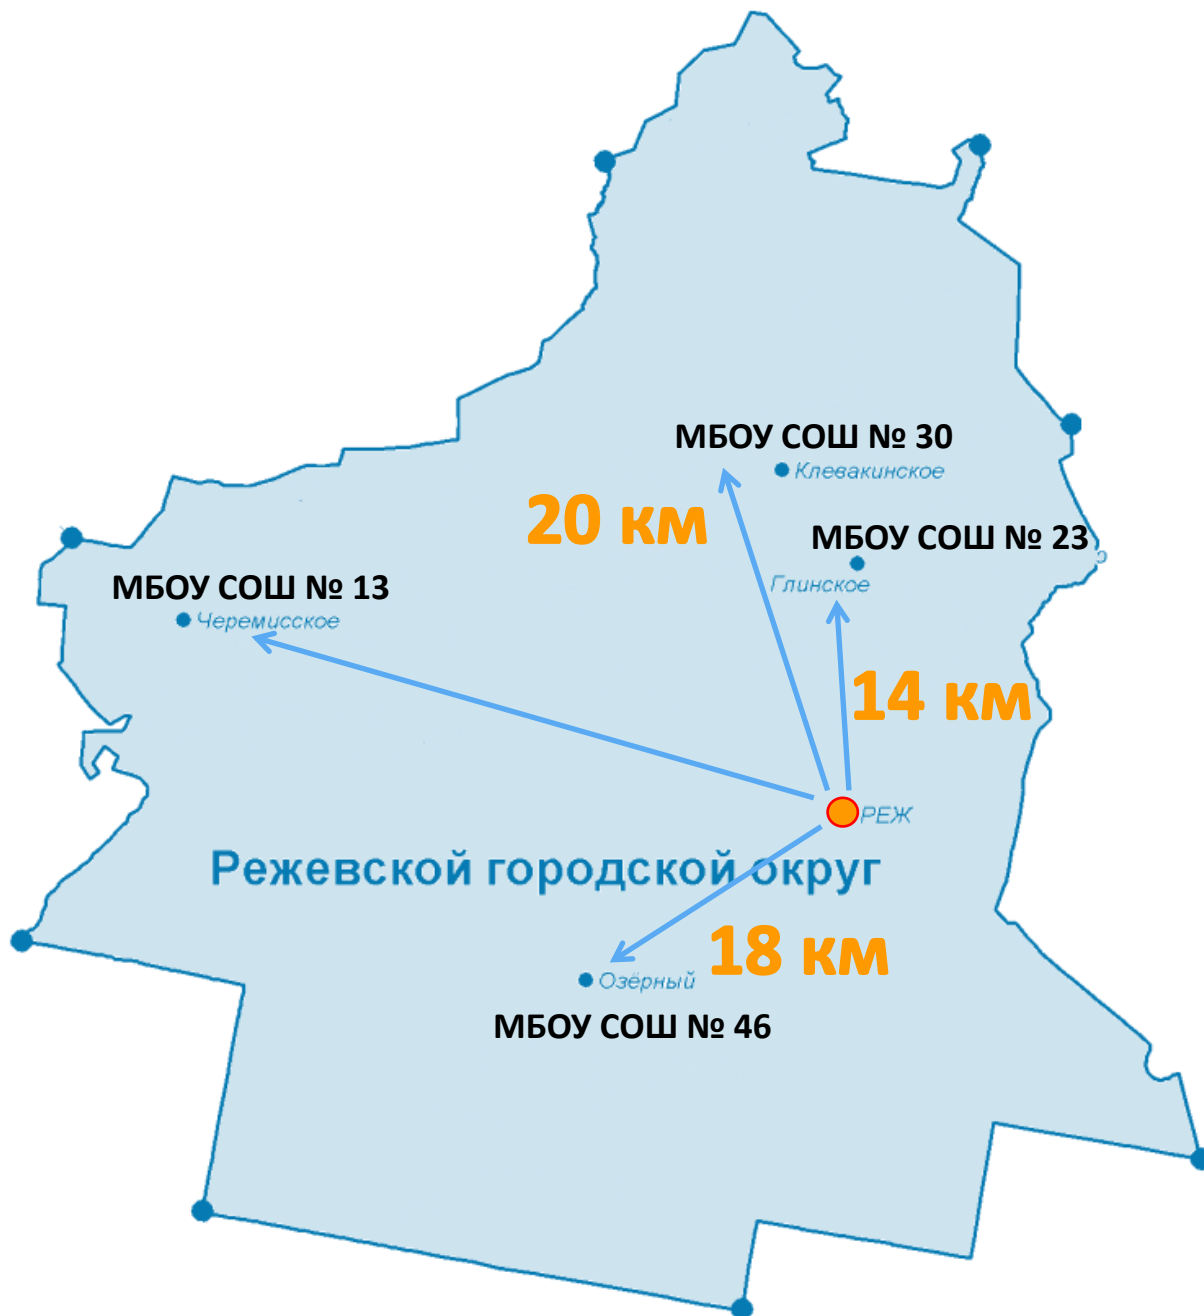 МБОУ СОШ № 30
Клевакинское
20 км
МБОУ СОШ № 23
Глинское
МБОУ СОШ № 13
Черемисское
14 км
РЕЖ
Режевской городской округ
18 км
Озёрный
МБОУ СОШ № 46